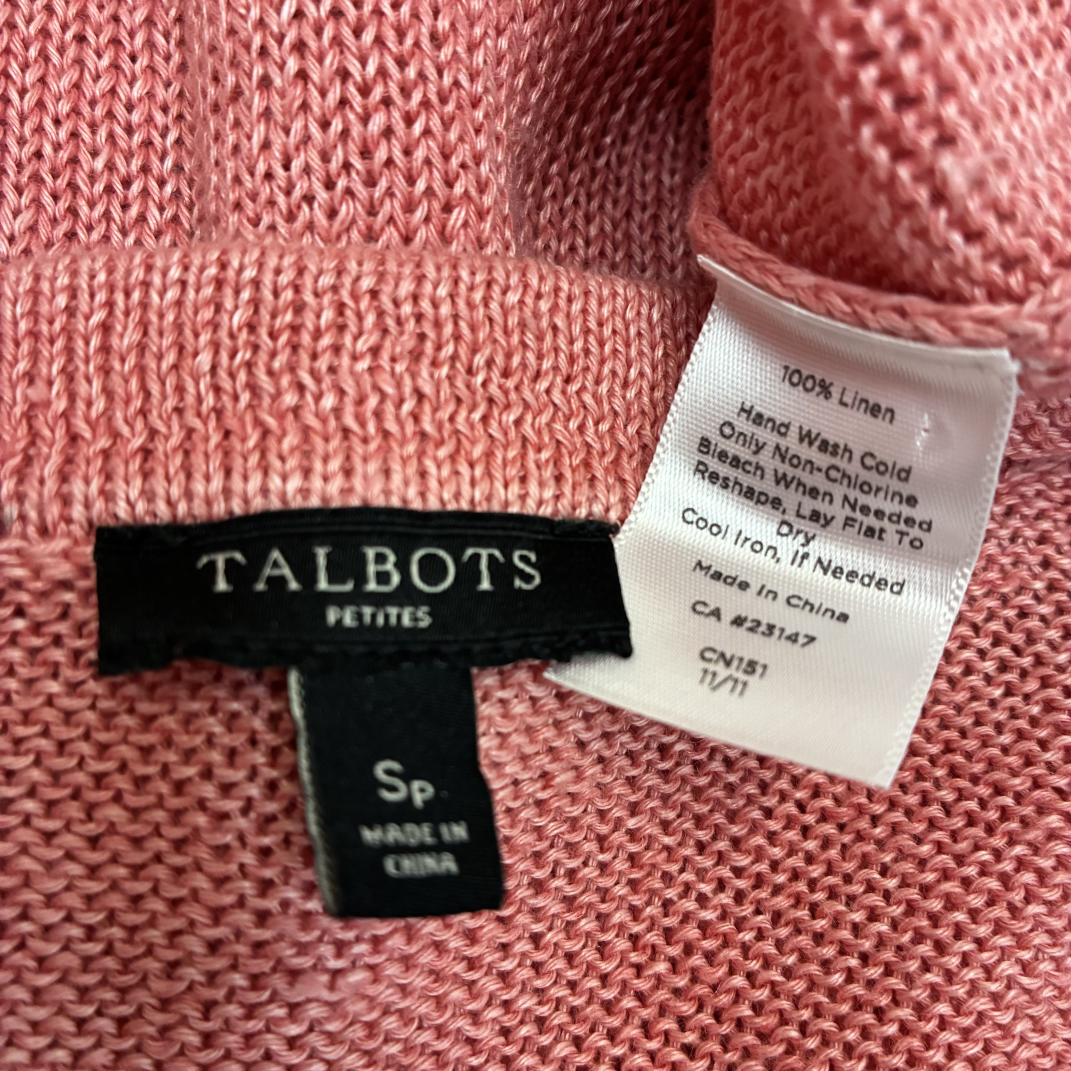 TALBOTS
PETITES
Sp
MADE IN
CHINA
100% Linen
Hand Wash Cold
Only Non-Chlorine
Bleach When Needed
Reshape, Lay Flat To
Dry
Cool Iron, If Needed
Made In China
CA #23147
CN151
11/11